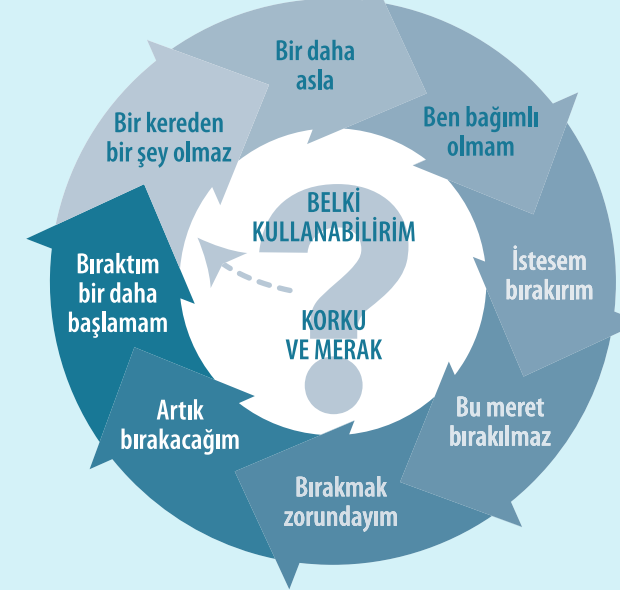 Bir daha
asla
Ben bağımlı
olmam
İstesem
bırakırım
Bu meret
bırakılmaz
Bırakmak
zorundayım
Artık
bırakacağım
Bıraktım
bir daha
başlamam
Bir kereden
bir şey olmaz
BELKİ
KULLANABİLİRİM
?
KORKU
VE MERAK